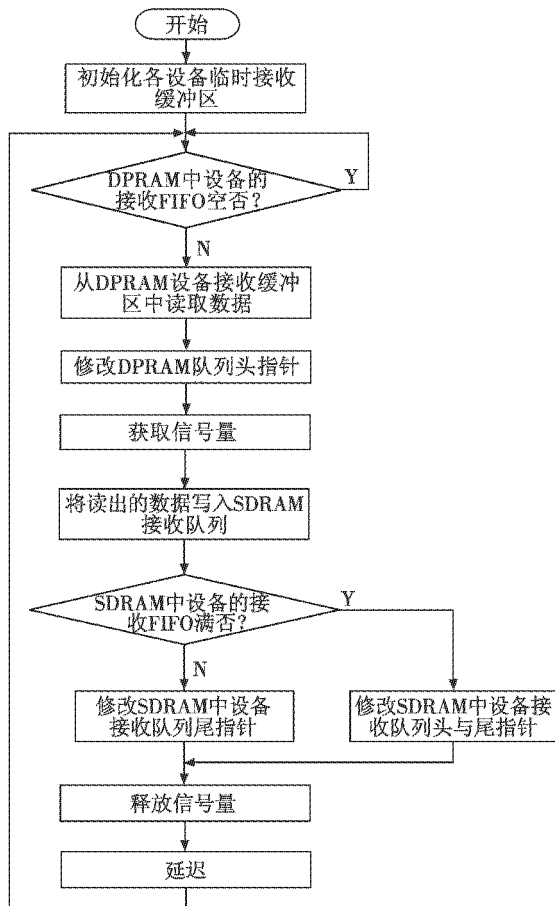 开始
初始化各设备临时接收
缓冲区
DPRAM中设备的
接收FIFO空否?
Y
N
从DPRAM设备接收缓冲
区中读取数据
修改DPRAM队列头指针
获取信号量
将读出的数据写入SDRAM
接收队列
SDRAM中设备的接
收FIFO满否?
Y
N
修改SDRAM中设备
接收队列尾指针
修改SDRAM中设备接
收队列头与尾指针
释放信号量
延迟